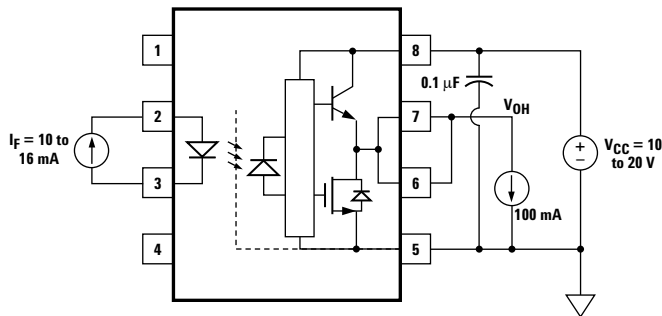 1
8
0.1 μF
2
7
V_OH
I_F = 10 to
16 mA
V_CC = 10
to 20 V
3
6
100 mA
4
5